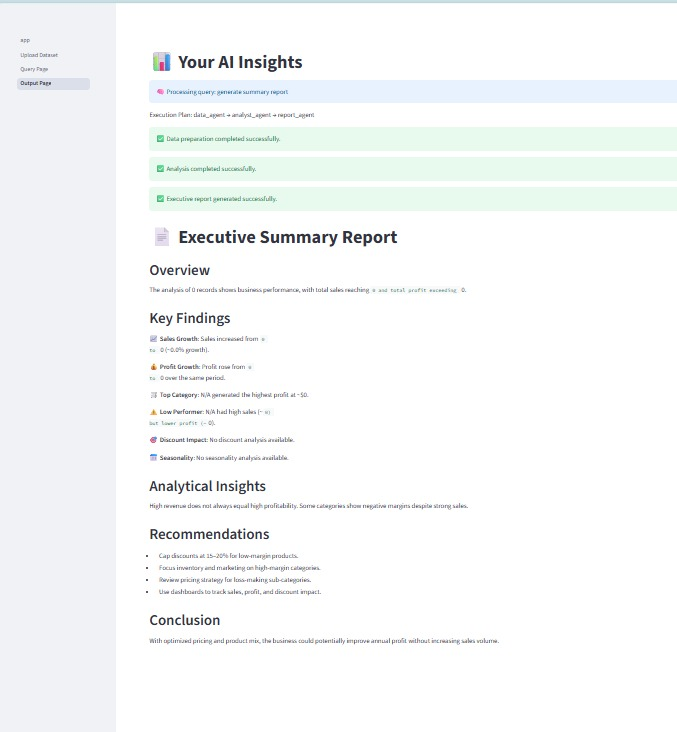 app
Upload Dataset
Query Page
Output Page
Your AI Insights
Processing query: generate summary report
Execution Plan: data_agent → analyst_agent → report_agent
Data preparation completed successfully.
Analysis completed successfully.
Executive report generated successfully.
Executive Summary Report
Overview
The analysis of 0 records shows business performance, with total sales reaching 0 and total profit exceeding 0.
Key Findings
Sales Growth: Sales increased from 0
to 0 (~0.0% growth).
Profit Growth: Profit rose from 0
to 0 over the same period.
Top Category: N/A generated the highest profit at ~$0.
Low Performer: N/A had high sales (~ 0)
but lower profit (~ 0).
Discount Impact: No discount analysis available.
Seasonality: No seasonality analysis available.
Analytical Insights
High revenue does not always equal high profitability. Some categories show negative margins despite strong sales.
Recommendations
• Cap discounts at 15–20% for low-margin products.
• Focus inventory and marketing on high-margin categories.
• Review pricing strategy for loss-making sub-categories.
• Use dashboards to track sales, profit, and discount impact.
Conclusion
With optimized pricing and product mix, the business could potentially improve annual profit without increasing sales volume.